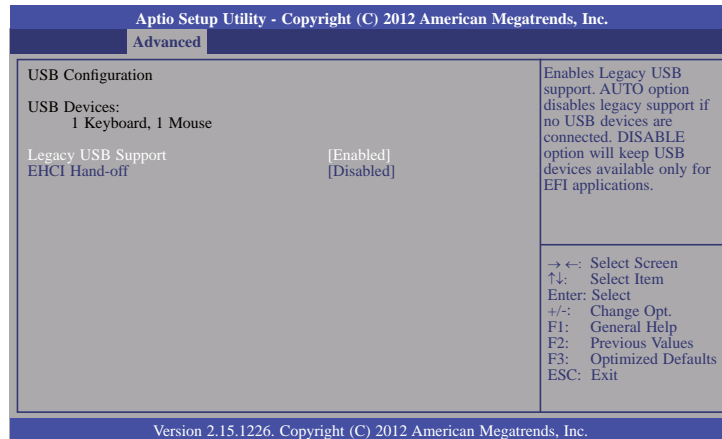 Aptio Setup Utility - Copyright (C) 2012 American Megatrends, Inc.
Advanced
USB Configuration
USB Devices:
1 Keyboard, 1 Mouse
Legacy USB Support [Enabled]
EHCI Hand-off [Disabled]
Enables Legacy USB
support. AUTO option
disables legacy support if
no USB devices are
connected. DISABLE
option will keep USB
devices available only for
EFI applications.
→ ←: Select Screen
↑↓: Select Item
Enter: Select
+/-: Change Opt.
F1: General Help
F2: Previous Values
F3: Optimized Defaults
ESC: Exit
Version 2.15.1226. Copyright (C) 2012 American Megatrends, Inc.